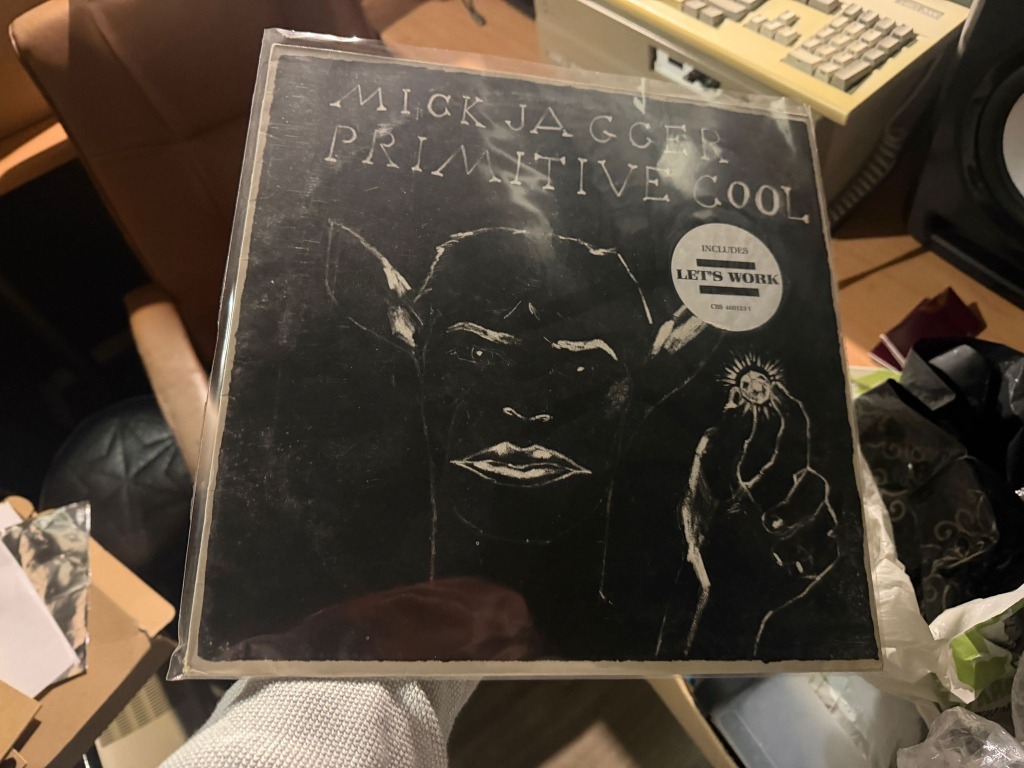 MICK JAGGER
PRIMITIVE COOL
INCLUDES
LET'S WORK